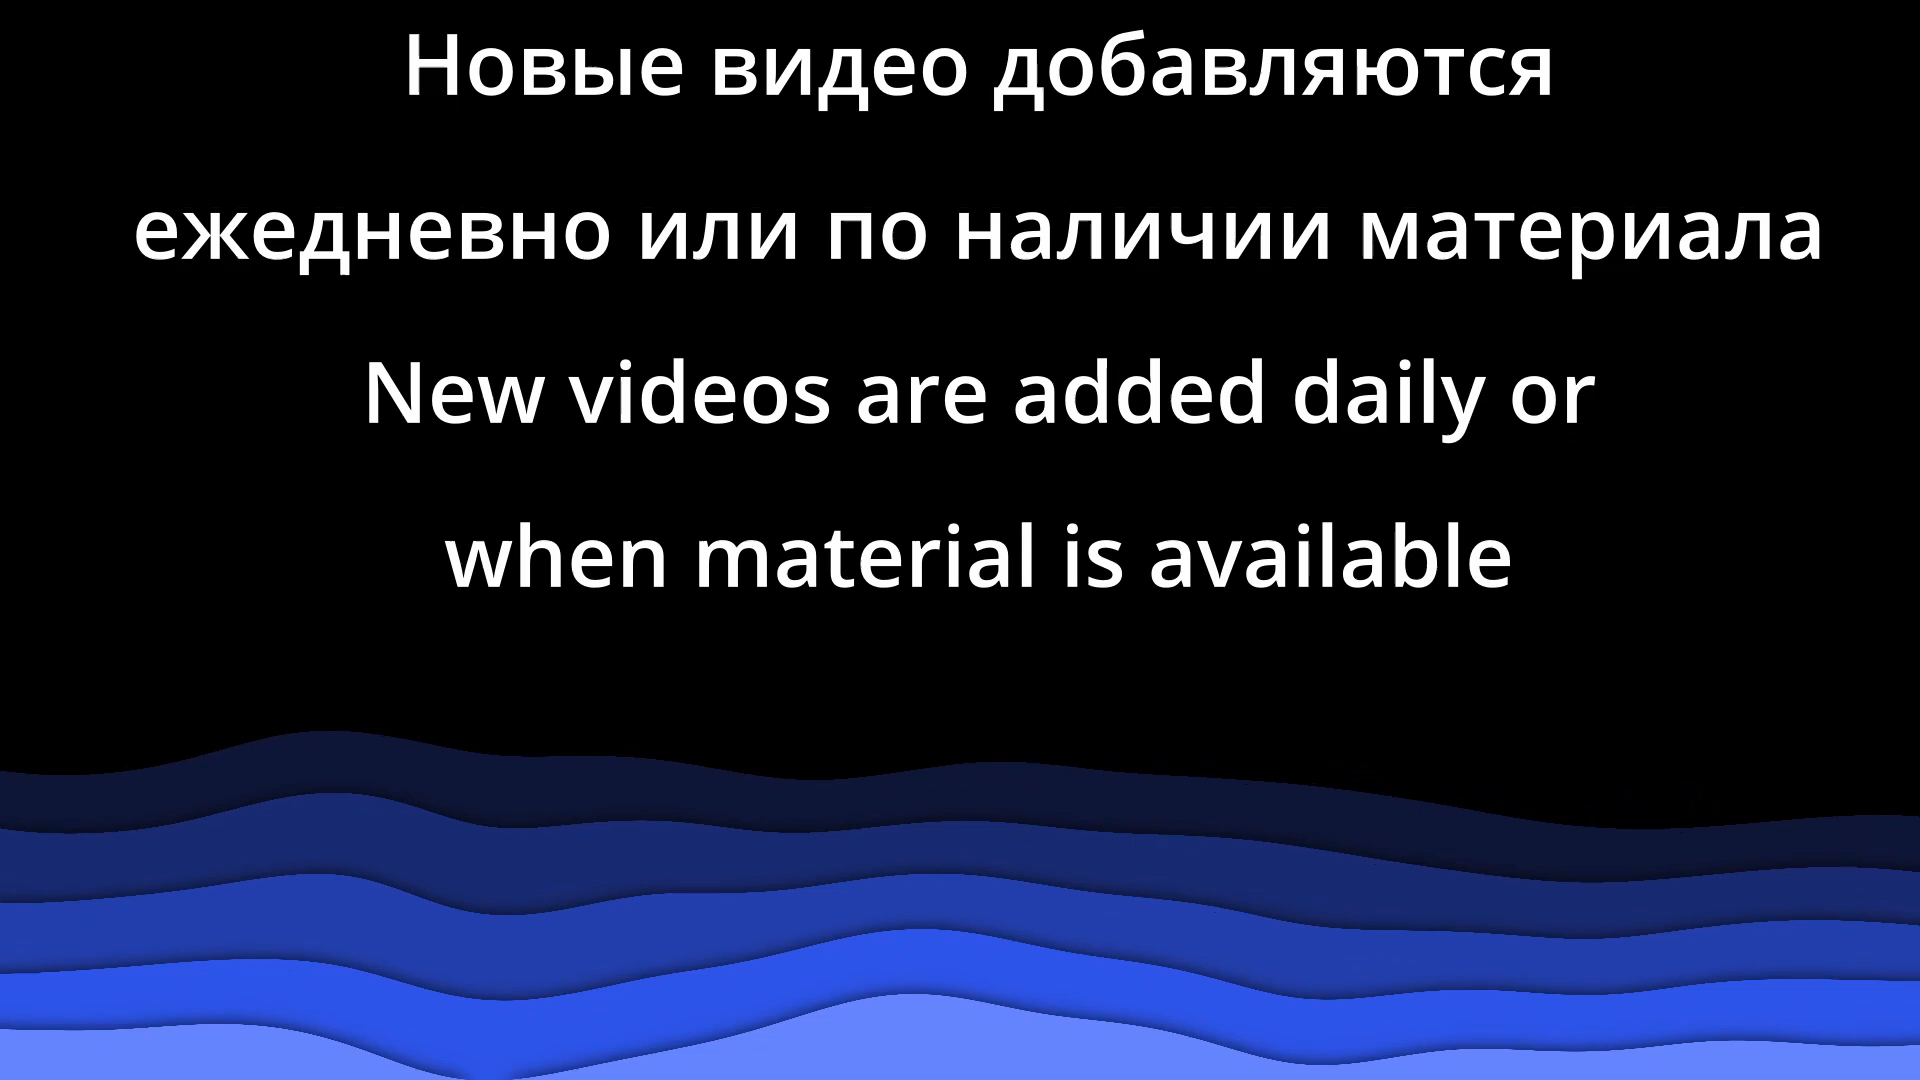 Новые видео добавляются
ежедневно или по наличии материала
New videos are added daily or
when material is available